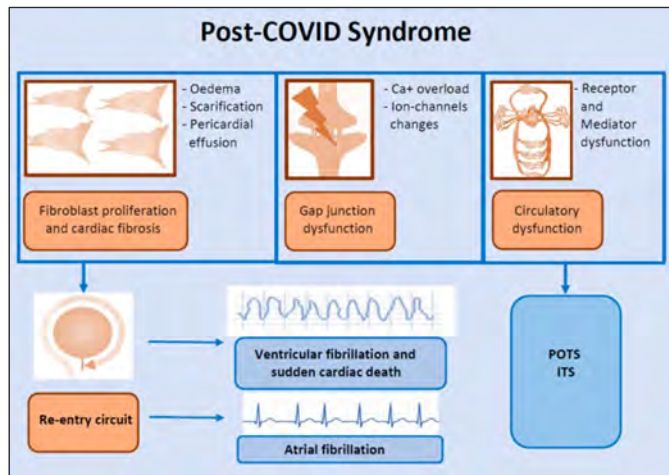 Post-COVID Syndrome
- Oedema
- Scarification
- Pericardial
effusion
Fibroblast proliferation
and cardiac fibrosis
- Ca+ overload
- Ion-channels
changes
Gap junction
dysfunction
- Receptor
and
Mediator
dysfunction
Circulatory
dysfunction
Ventricular fibrillation and
sudden cardiac death
Re-entry circuit
Atrial fibrillation
POTS
ITS